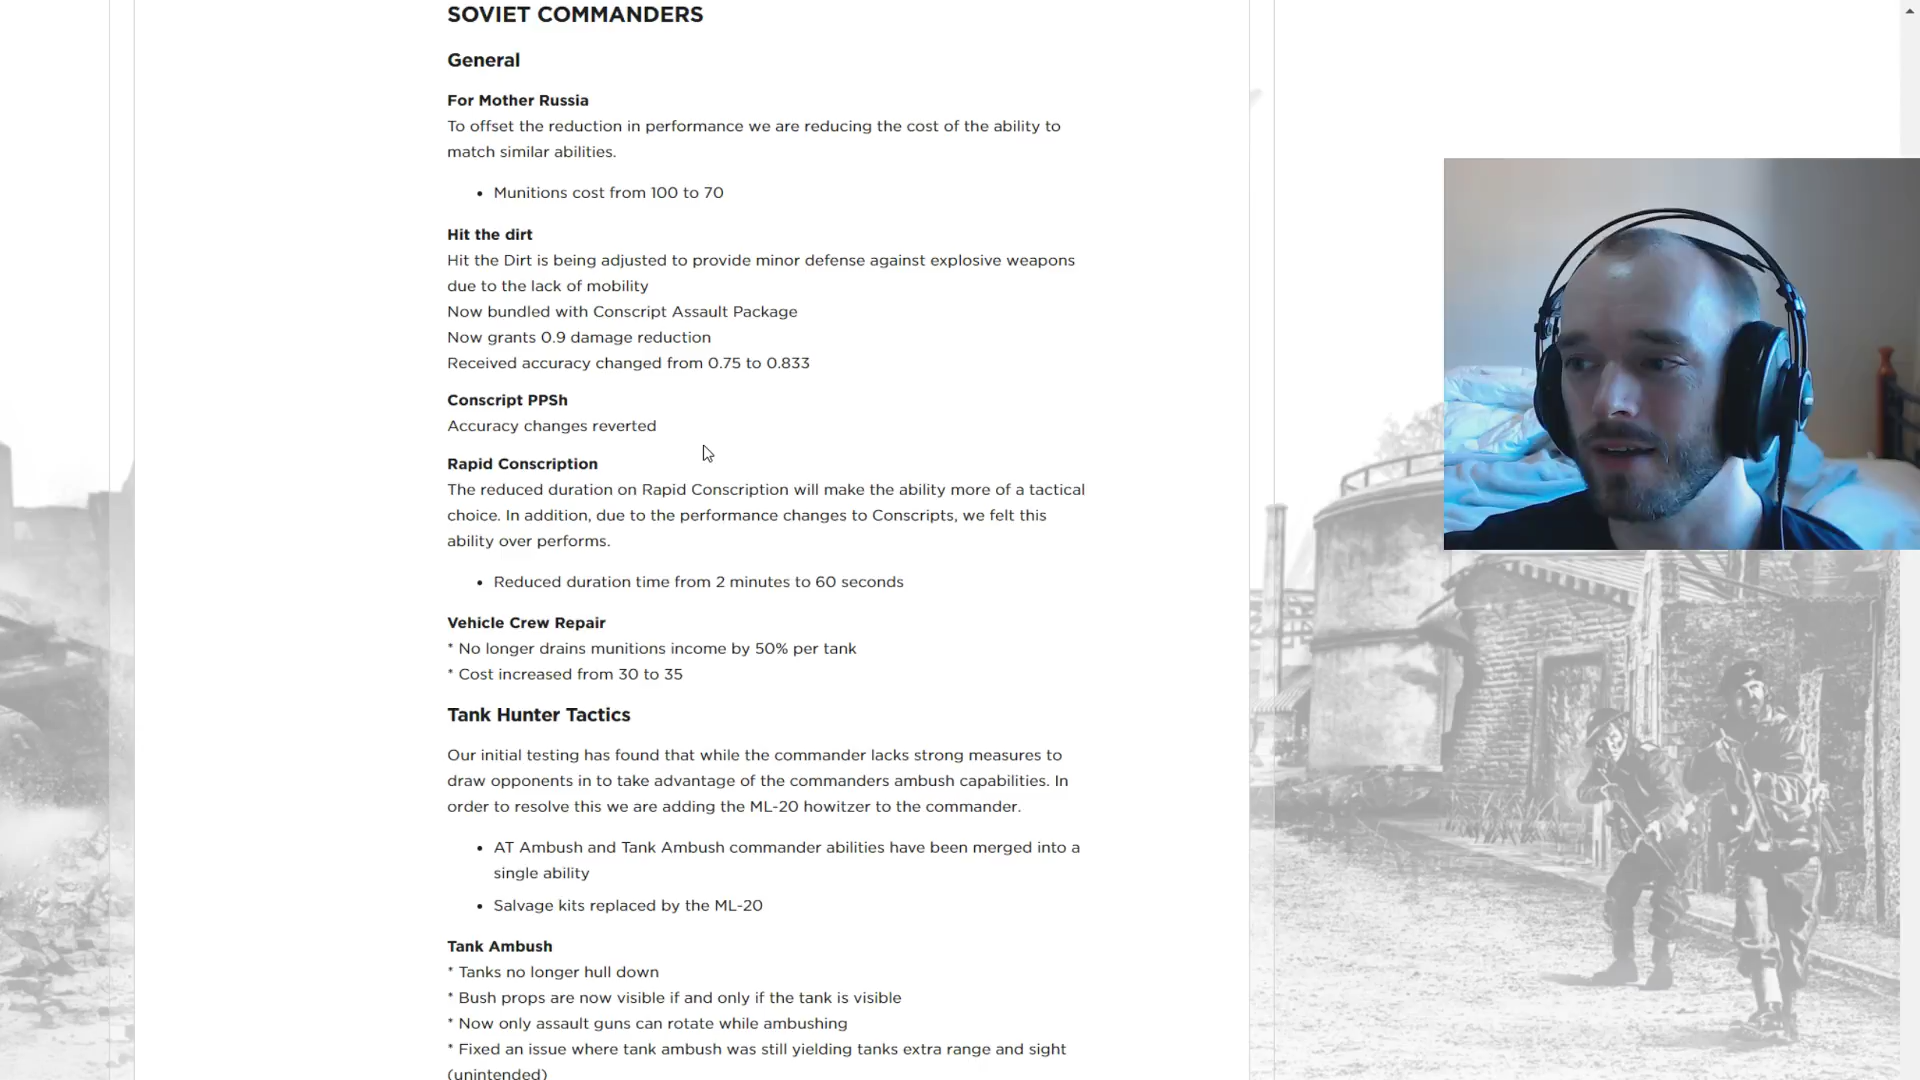 SOVIET COMMANDERS
General
For Mother Russia
To offset the reduction in performance we are reducing the cost of the ability to
match similar abilities.
• Munitions cost from 100 to 70
Hit the dirt
Hit the Dirt is being adjusted to provide minor defense against explosive weapons
due to the lack of mobility
Now bundled with Conscript Assault Package
Now grants 0.9 damage reduction
Received accuracy changed from 0.75 to 0.833
Conscript PPSh
Accuracy changes reverted
Rapid Conscription
The reduced duration on Rapid Conscription will make the ability more of a tactical
choice. In addition, due to the performance changes to Conscripts, we felt this
ability over performs.
• Reduced duration time from 2 minutes to 60 seconds
Vehicle Crew Repair
* No longer drains munitions income by 50% per tank
* Cost increased from 30 to 35
Tank Hunter Tactics
Our initial testing has found that while the commander lacks strong measures to
draw opponents in to take advantage of the commanders ambush capabilities. In
order to resolve this we are adding the ML-20 howitzer to the commander.
• AT Ambush and Tank Ambush commander abilities have been merged into a
single ability
• Salvage kits replaced by the ML-20
Tank Ambush
* Tanks no longer hull down
* Bush props are now visible if and only if the tank is visible
* Now only assault guns can rotate while ambushing
* Fixed an issue where tank ambush was still yielding tanks extra range and sight
(unintended)